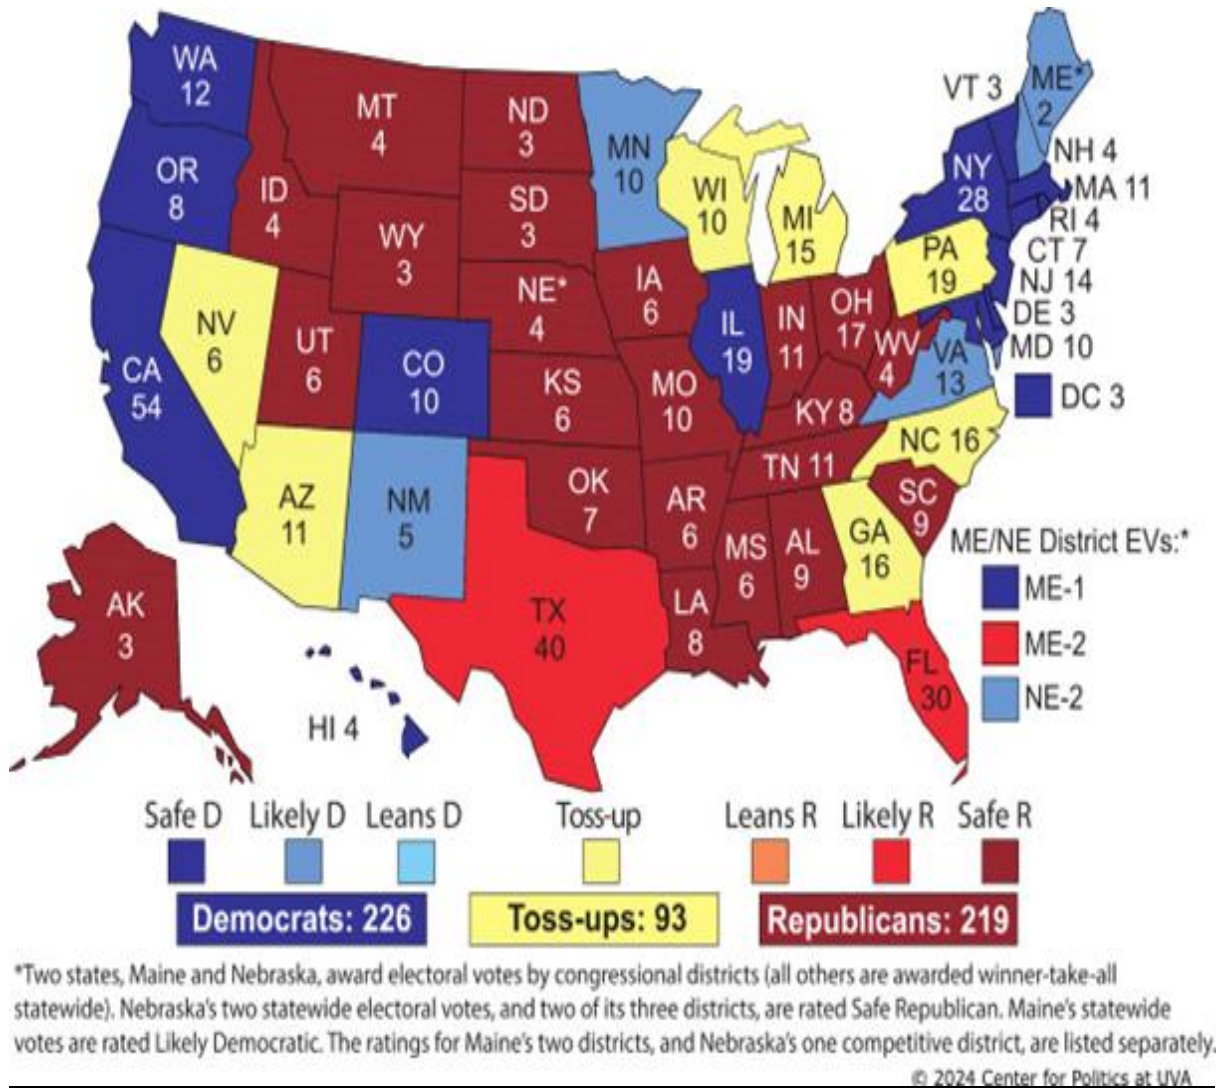 WA
12
OR
8
CA
54
NV
6
ID
4
MT
4
WY
3
UT
6
AZ
11
CO
10
NM
5
ND
3
SD
3
NE*
4
KS
6
OK
7
TX
40
MN
10
IA
6
MO
10
AR
6
LA
8
WI
10
IL
19
MI
15
IN
11
OH
17
KY 8
TN 11
MS
6
AL
9
GA
16
FL
30
SC
9
NC 16
VA
13
WV
4
PA
19
NY
28
VT 3
ME*
2
NH 4
MA 11
RI 4
CT 7
NJ 14
DE 3
MD 10
DC 3
AK
3
HI 4
ME/NE District EVs:*
ME-1
ME-2
NE-2
Safe D Likely D Leans D Toss-up Leans R Likely R Safe R
Democrats: 226 Toss-ups: 93 Republicans: 219
*Two states, Maine and Nebraska, award electoral votes by congressional districts (all others are awarded winner-take-all
statewide). Nebraska's two statewide electoral votes, and two of its three districts, are rated Safe Republican. Maine's statewide
votes are rated Likely Democratic. The ratings for Maine's two districts, and Nebraska's one competitive district, are listed separately.
© 2024 Center for Politics at UVA